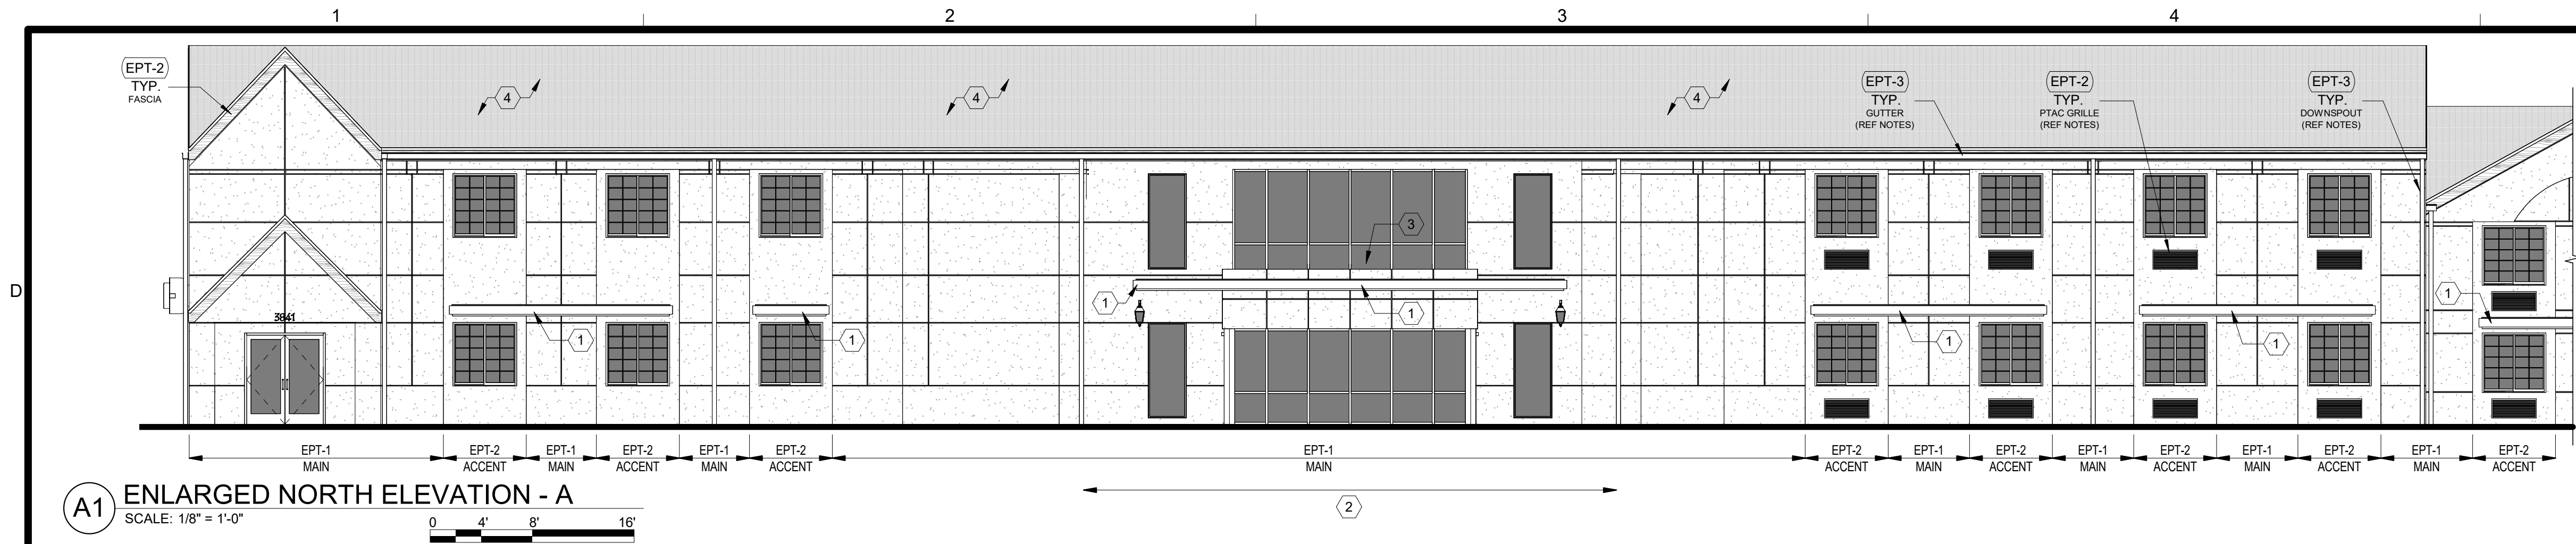 1
2
3
4
EPT-2
TYP.
FASCIA
4
4
4
EPT-3
TYP.
GUTTER
(REF NOTES)
EPT-2
TYP.
PTAC GRILLE
(REF NOTES)
EPT-3
TYP.
DOWNSPOUT
(REF NOTES)
D
3
3841
1
1
1
1
1
1
1
EPT-1
MAIN
EPT-2
ACCENT
EPT-1
MAIN
EPT-2
ACCENT
EPT-1
MAIN
EPT-2
ACCENT
EPT-1
MAIN
EPT-2
ACCENT
EPT-1
MAIN
EPT-2
ACCENT
EPT-1
MAIN
EPT-2
ACCENT
EPT-1
MAIN
EPT-2
ACCENT
EPT-1
MAIN
EPT-2
ACCENT
2
A1
ENLARGED NORTH ELEVATION - A
SCALE: 1/8" = 1'-0"
0 4' 8' 16'